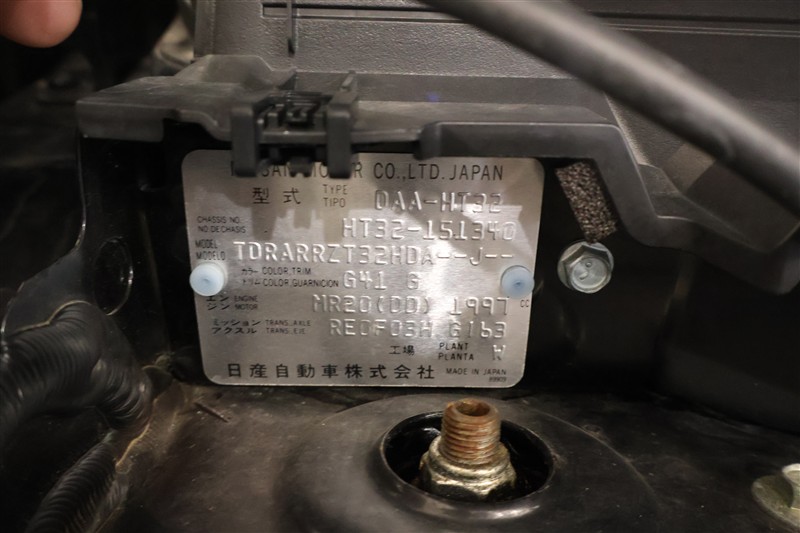 CO., LTD. JAPAN
型式 TYPE TIPO DAA-HT32
CHASSIS NO. NO.DECHASIS HT32-151340
MODEL MODELO TDRARRZT32HDA--J--
カラー COLOR,TRIM
トリム COLOR,GUARNICION G41 G
エンジン ENGINE MOTOR MR20(DD) 1997 CC
ミッション TRANS.,AXLE
アクスル TRANS.,EJE RE0F03H G163
工場 PLANT PLANTA W
日産自動車株式会社 MADE IN JAPAN